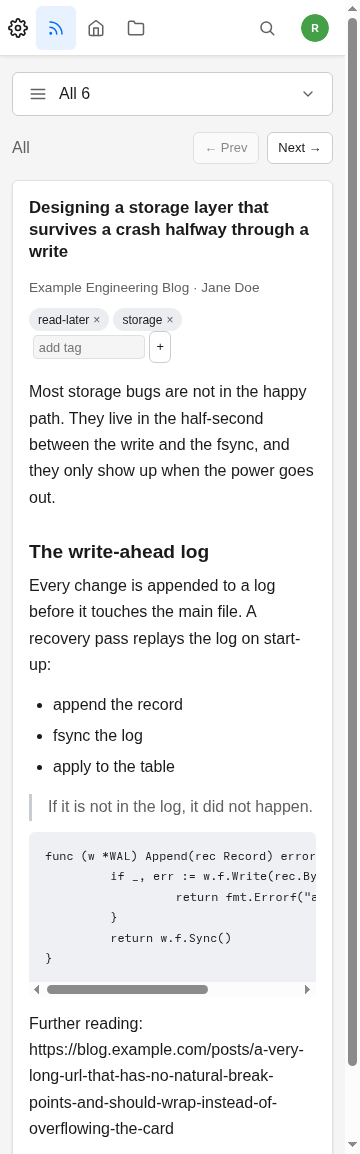 R
All 6
All
← Prev
Next →
Designing a storage layer that
survives a crash halfway through a
write
Example Engineering Blog · Jane Doe
read-later ×
storage ×
add tag
+
Most storage bugs are not in the happy
path. They live in the half-second
between the write and the fsync, and
they only show up when the power goes
out.
The write-ahead log
Every change is appended to a log
before it touches the main file. A
recovery pass replays the log on start-
up:
• append the record
• fsync the log
• apply to the table
If it is not in the log, it did not happen.
func (w *WAL) Append(rec Record) error
if _, err := w.f.Write(rec.By
return fmt.Errorf("a
}
return w.f.Sync()
}
Further reading:
https://blog.example.com/posts/a-very-
long-url-that-has-no-natural-break-
points-and-should-wrap-instead-of-
overflowing-the-card